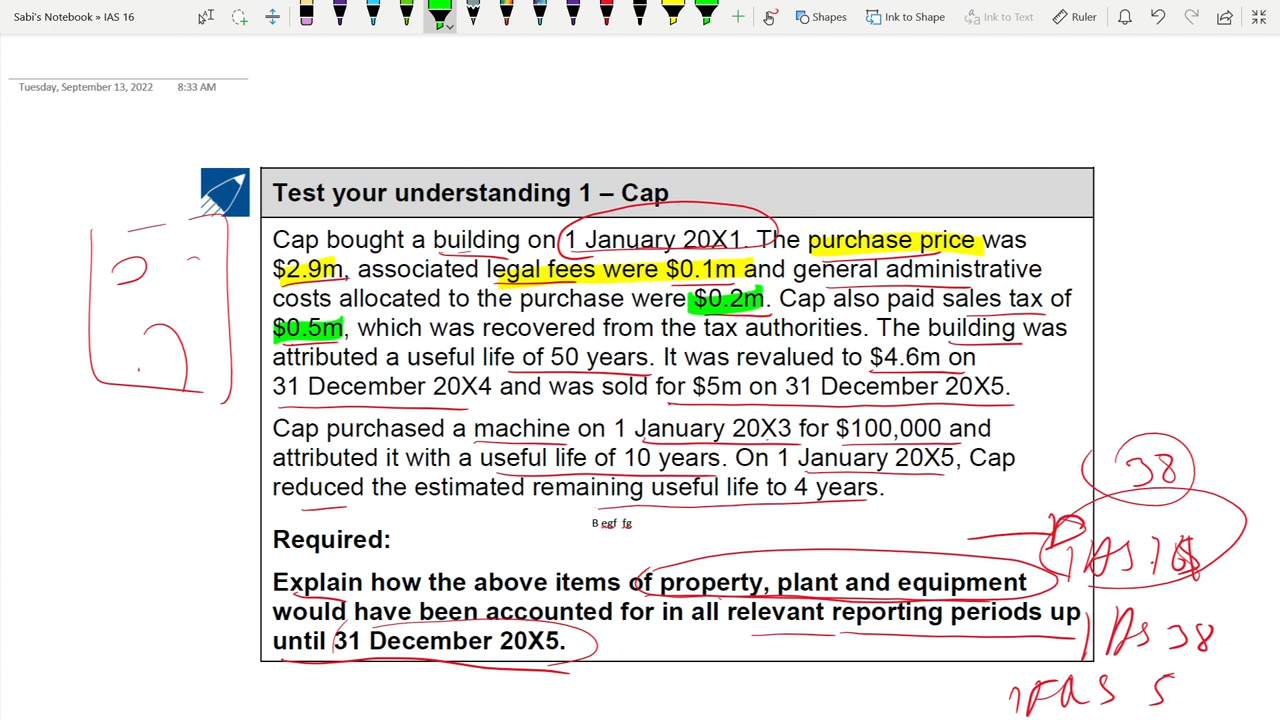 Sabi's Notebook » IAS 16
Shapes
Ink to Shape
Ink to Text
Ruler
Tuesday, September 13, 2022 8:33 AM
Test your understanding 1 – Cap
Cap bought a building on 1 January 20X1. The purchase price was
$2.9m, associated legal fees were $0.1m and general administrative
costs allocated to the purchase were $0.2m. Cap also paid sales tax of
$0.5m, which was recovered from the tax authorities. The building was
attributed a useful life of 50 years. It was revalued to $4.6m on
31 December 20X4 and was sold for $5m on 31 December 20X5.
Cap purchased a machine on 1 January 20X3 for $100,000 and
attributed it with a useful life of 10 years. On 1 January 20X5, Cap
reduced the estimated remaining useful life to 4 years.
B egf fg
Required:
Explain how the above items of property, plant and equipment
would have been accounted for in all relevant reporting periods up
until 31 December 20X5.
38
IAS
IAS 38
IFRS 5